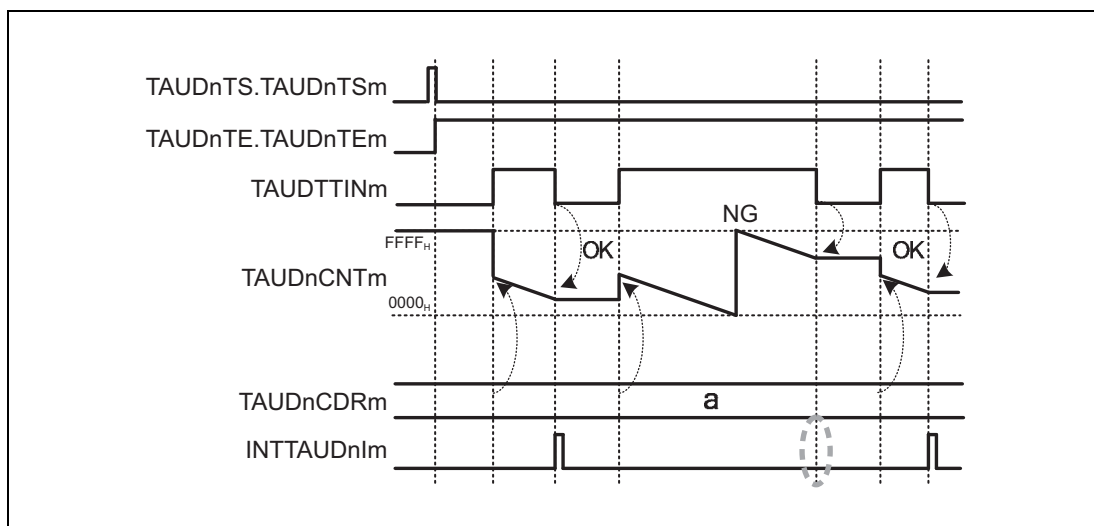 TAUDnTS.TAUDnTSm
TAUDnTE.TAUDnTEm
TAUDTTINm
NG
FFFFH
OK
OK
TAUDnCNTm
0000H
TAUDnCDRm
a
INTTAUDnIm